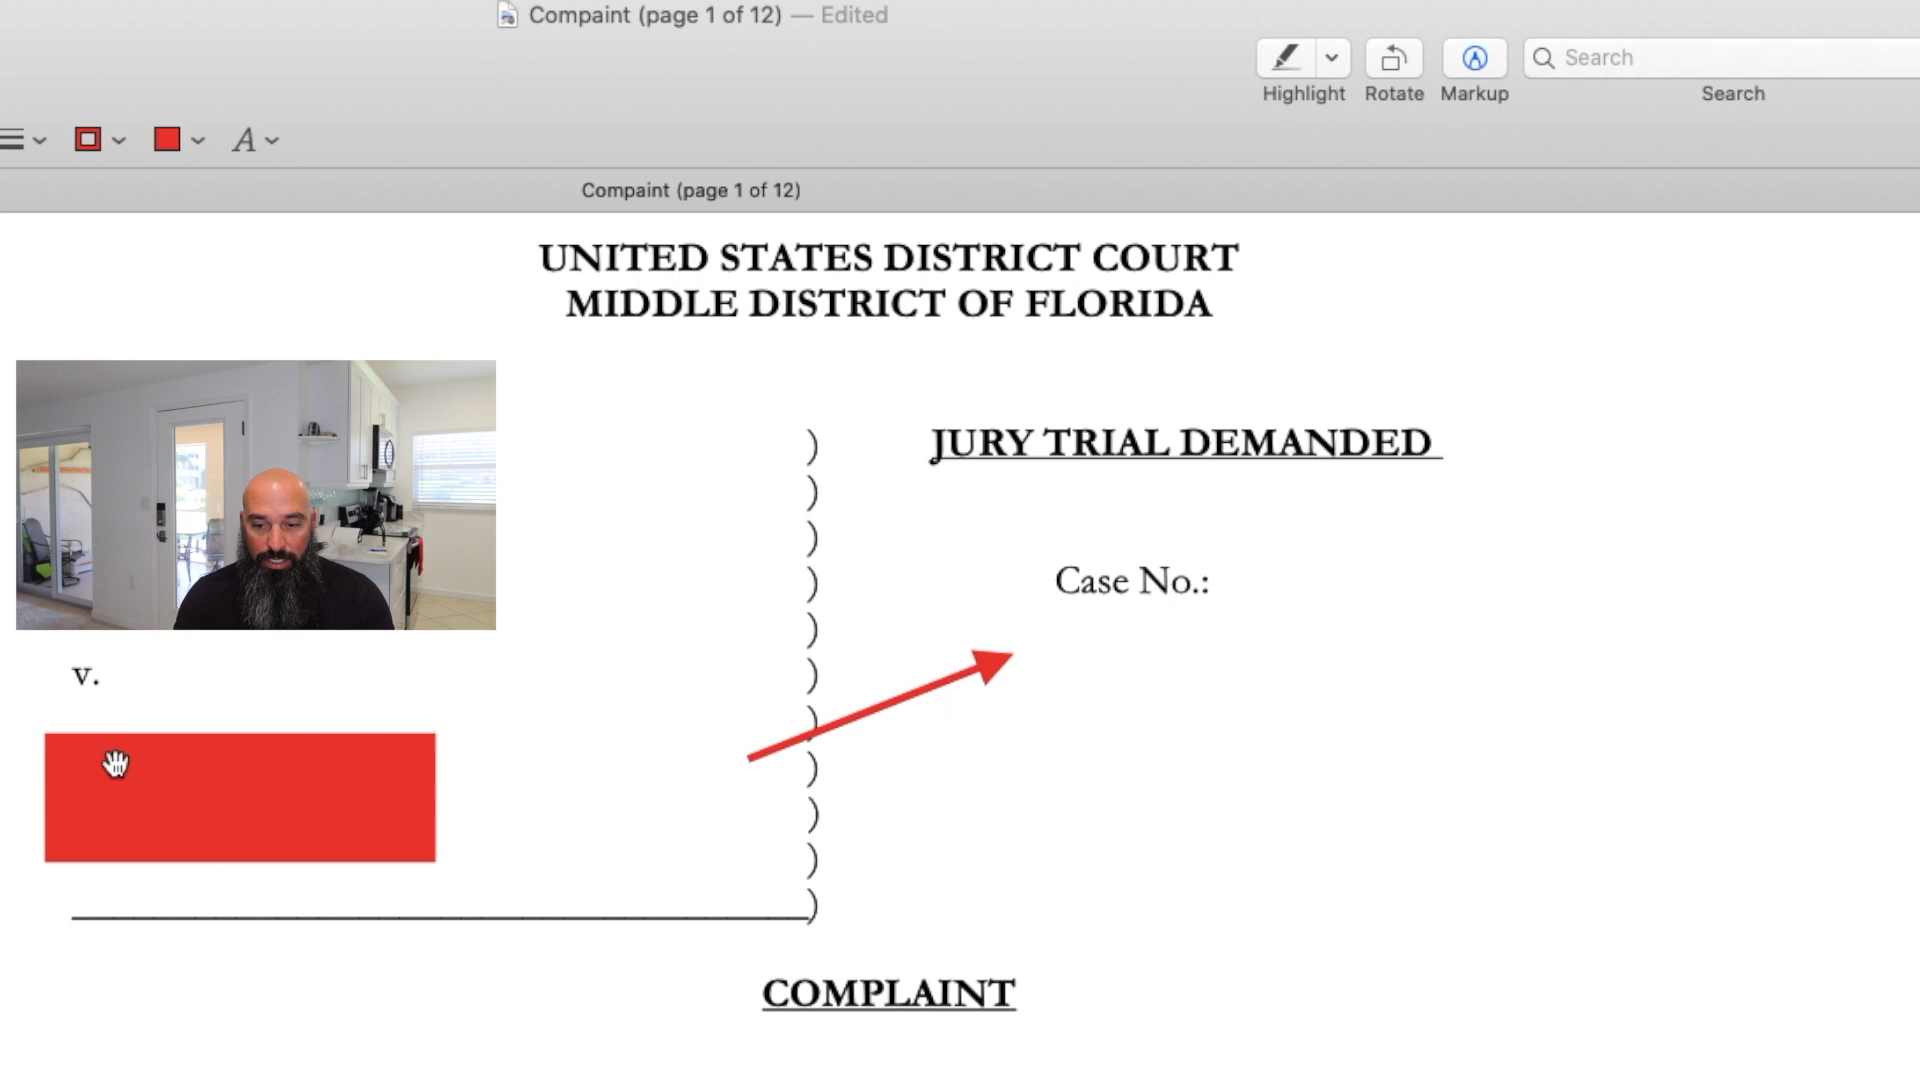 Compaint (page 1 of 12) — Edited
Search
Highlight Rotate Markup Search
A
Compaint (page 1 of 12)
UNITED STATES DISTRICT COURT
MIDDLE DISTRICT OF FLORIDA
) JURY TRIAL DEMANDED
)
)
) Case No.:
)
v. )
)
)
)
)
)
COMPLAINT